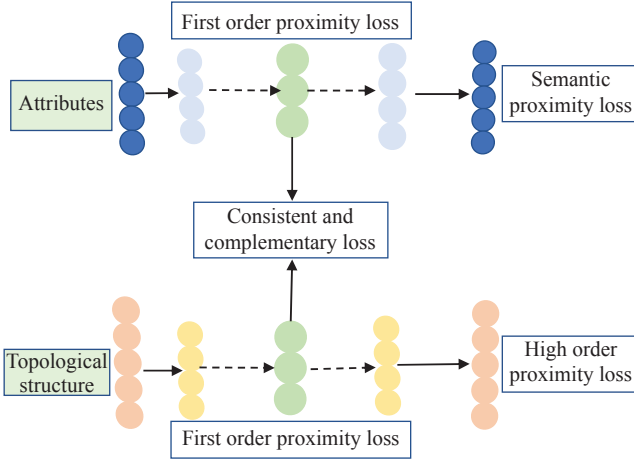 First order proximity loss
Attributes
Semantic
proximity loss
Consistent and
complementary loss
Topological
structure
High order
proximity loss
First order proximity loss